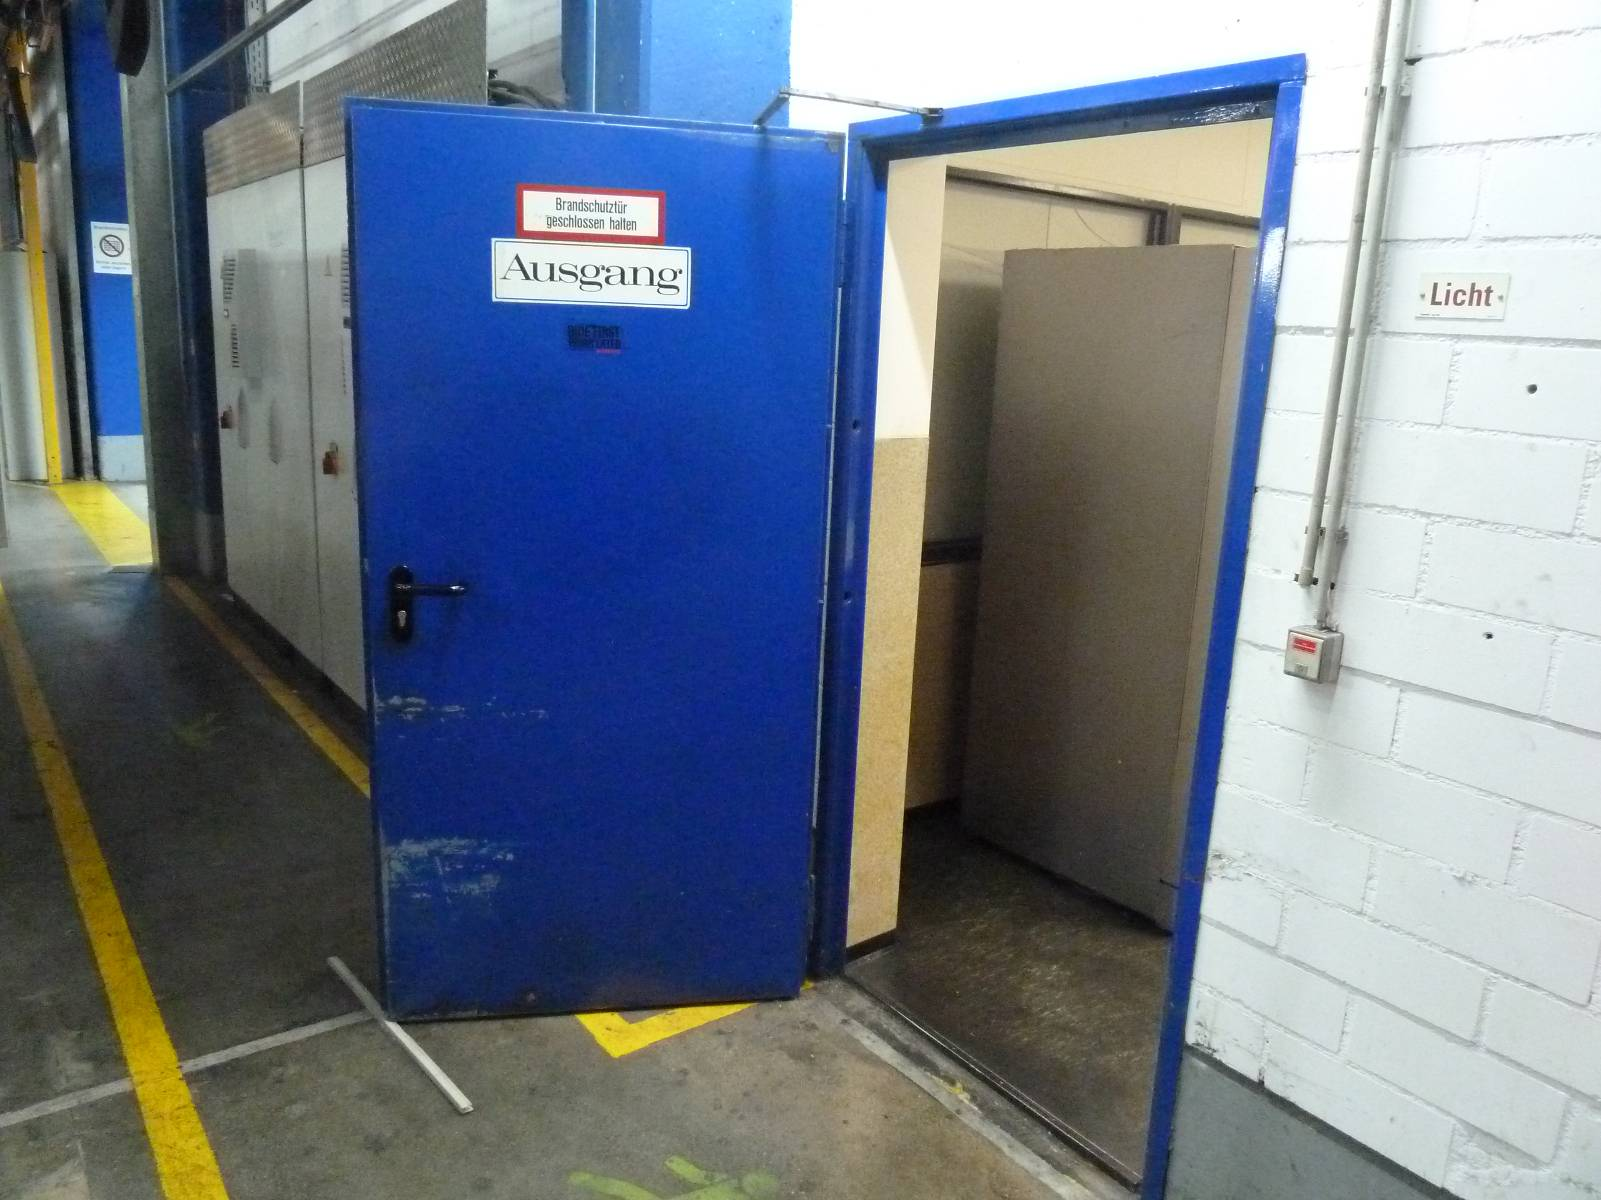 Brandschutztür
geschlossen halten
Ausgang
Licht